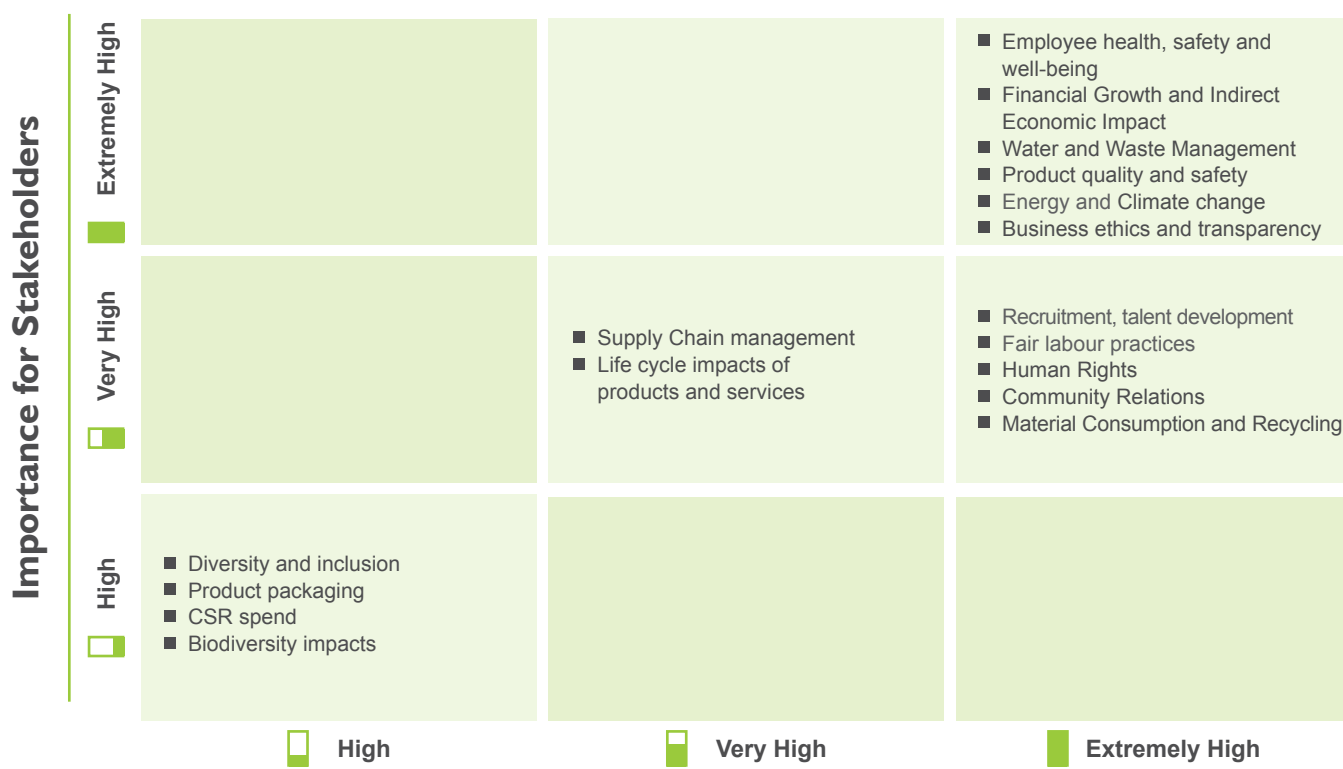 Importance for Stakeholders
Extremely High
Employee health, safety and
well-being
Financial Growth and Indirect
Economic Impact
Water and Waste Management
Product quality and safety
Energy and Climate change
Business ethics and transparency
Very High
Supply Chain management
Life cycle impacts of
products and services
Recruitment, talent development
Fair labour practices
Human Rights
Community Relations
Material Consumption and Recycling
High
Diversity and inclusion
Product packaging
CSR spend
Biodiversity impacts
High
Very High
Extremely High